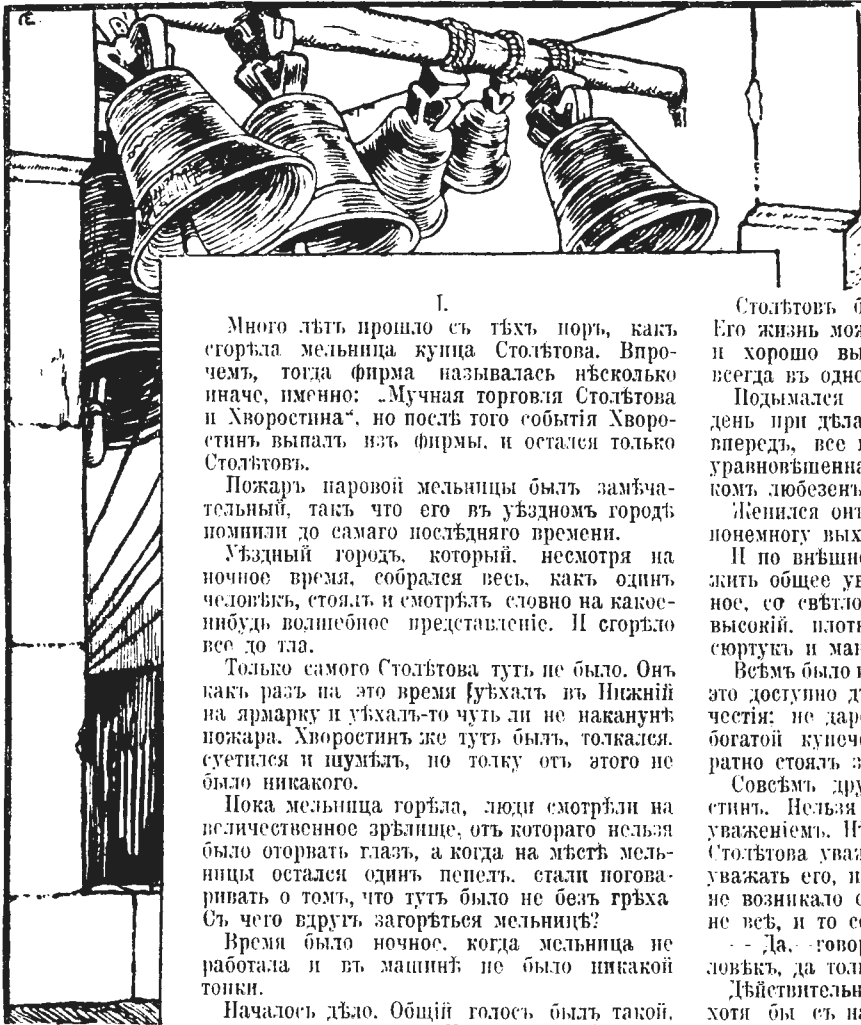 I.
Много лѣтъ прошло съ тѣхъ поръ, какъ
сгорѣла мельница купца Столѣтова. Впро-
чемъ, тогда фирма называлась нѣсколько
иначе, именно: „Мучная торговля Столѣтова
и Хворостина“, но послѣ того событія Хворо-
стинъ выпалъ изъ фирмы, и остался только
Столѣтовъ.
Пожаръ паровой мельницы былъ замѣча-
тельный, такъ что его въ уѣздномъ городѣ
помнили до самаго послѣдняго времени.
Уѣздный городъ, который, несмотря на
ночное время, собрался весь, какъ одинъ
человѣкъ, стоялъ и смотрѣлъ словно на какое-
нибудь волшебное представленіе. И сгорѣло
все до тла.
Только самого Столѣтова тутъ не было. Онъ
какъ разъ на это время уѣхалъ въ Нижній
на ярмарку и уѣхалъ-то чуть ли не наканунѣ
пожара. Хворостинъ же тутъ былъ, толкался,
суетился и шумѣлъ, но толку отъ этого не
было никакого.
Пока мельница горѣла, люди смотрѣли на
величественное зрѣлище, отъ котораго нельзя
было оторвать глазъ, а когда на мѣстѣ мель-
ницы остался одинъ пепелъ, стали погова-
ривать о томъ, что тутъ было не безъ грѣха
Съ чего вдругъ загорѣться мельницѣ?
Время было ночное, когда мельница не
работала и въ машинѣ не было никакой
топки.
Началось дѣло. Общій голосъ былъ такой,
Столѣтовъ
Его жизнь
и хорошо
всегда въ
Подымался
день при
впередъ, все
комъ любезенъ
Женился
понемногу
И по
жить общее
ное, со
высокій, 
сюртукъ и
Всѣмъ было
это доступно
честія: не
богатой
ратно стоялъ
Совсѣмъ
стинъ. Нельзя
уваженіемъ.
Столѣтова
уважать его,
не возникало
не всѣ, и то
— Да,
ловѣкъ, да
хотя бы съ